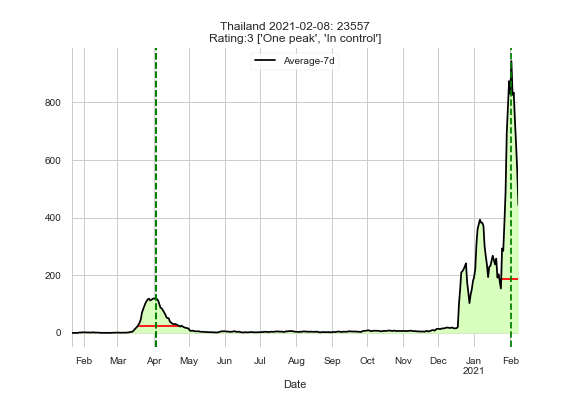 Thailand 2021-02-08: 23557
Rating:3 ['One peak', 'In control']
Average-7d
800
600
400
200
0
Feb Mar Apr May Jun Jul Aug Sep Oct Nov Dec Jan Feb
2021
Date